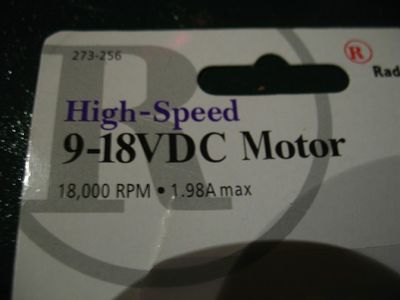 273-256
R
Rad
High-Speed
9-18VDC Motor
18,000 RPM • 1.98A max
R